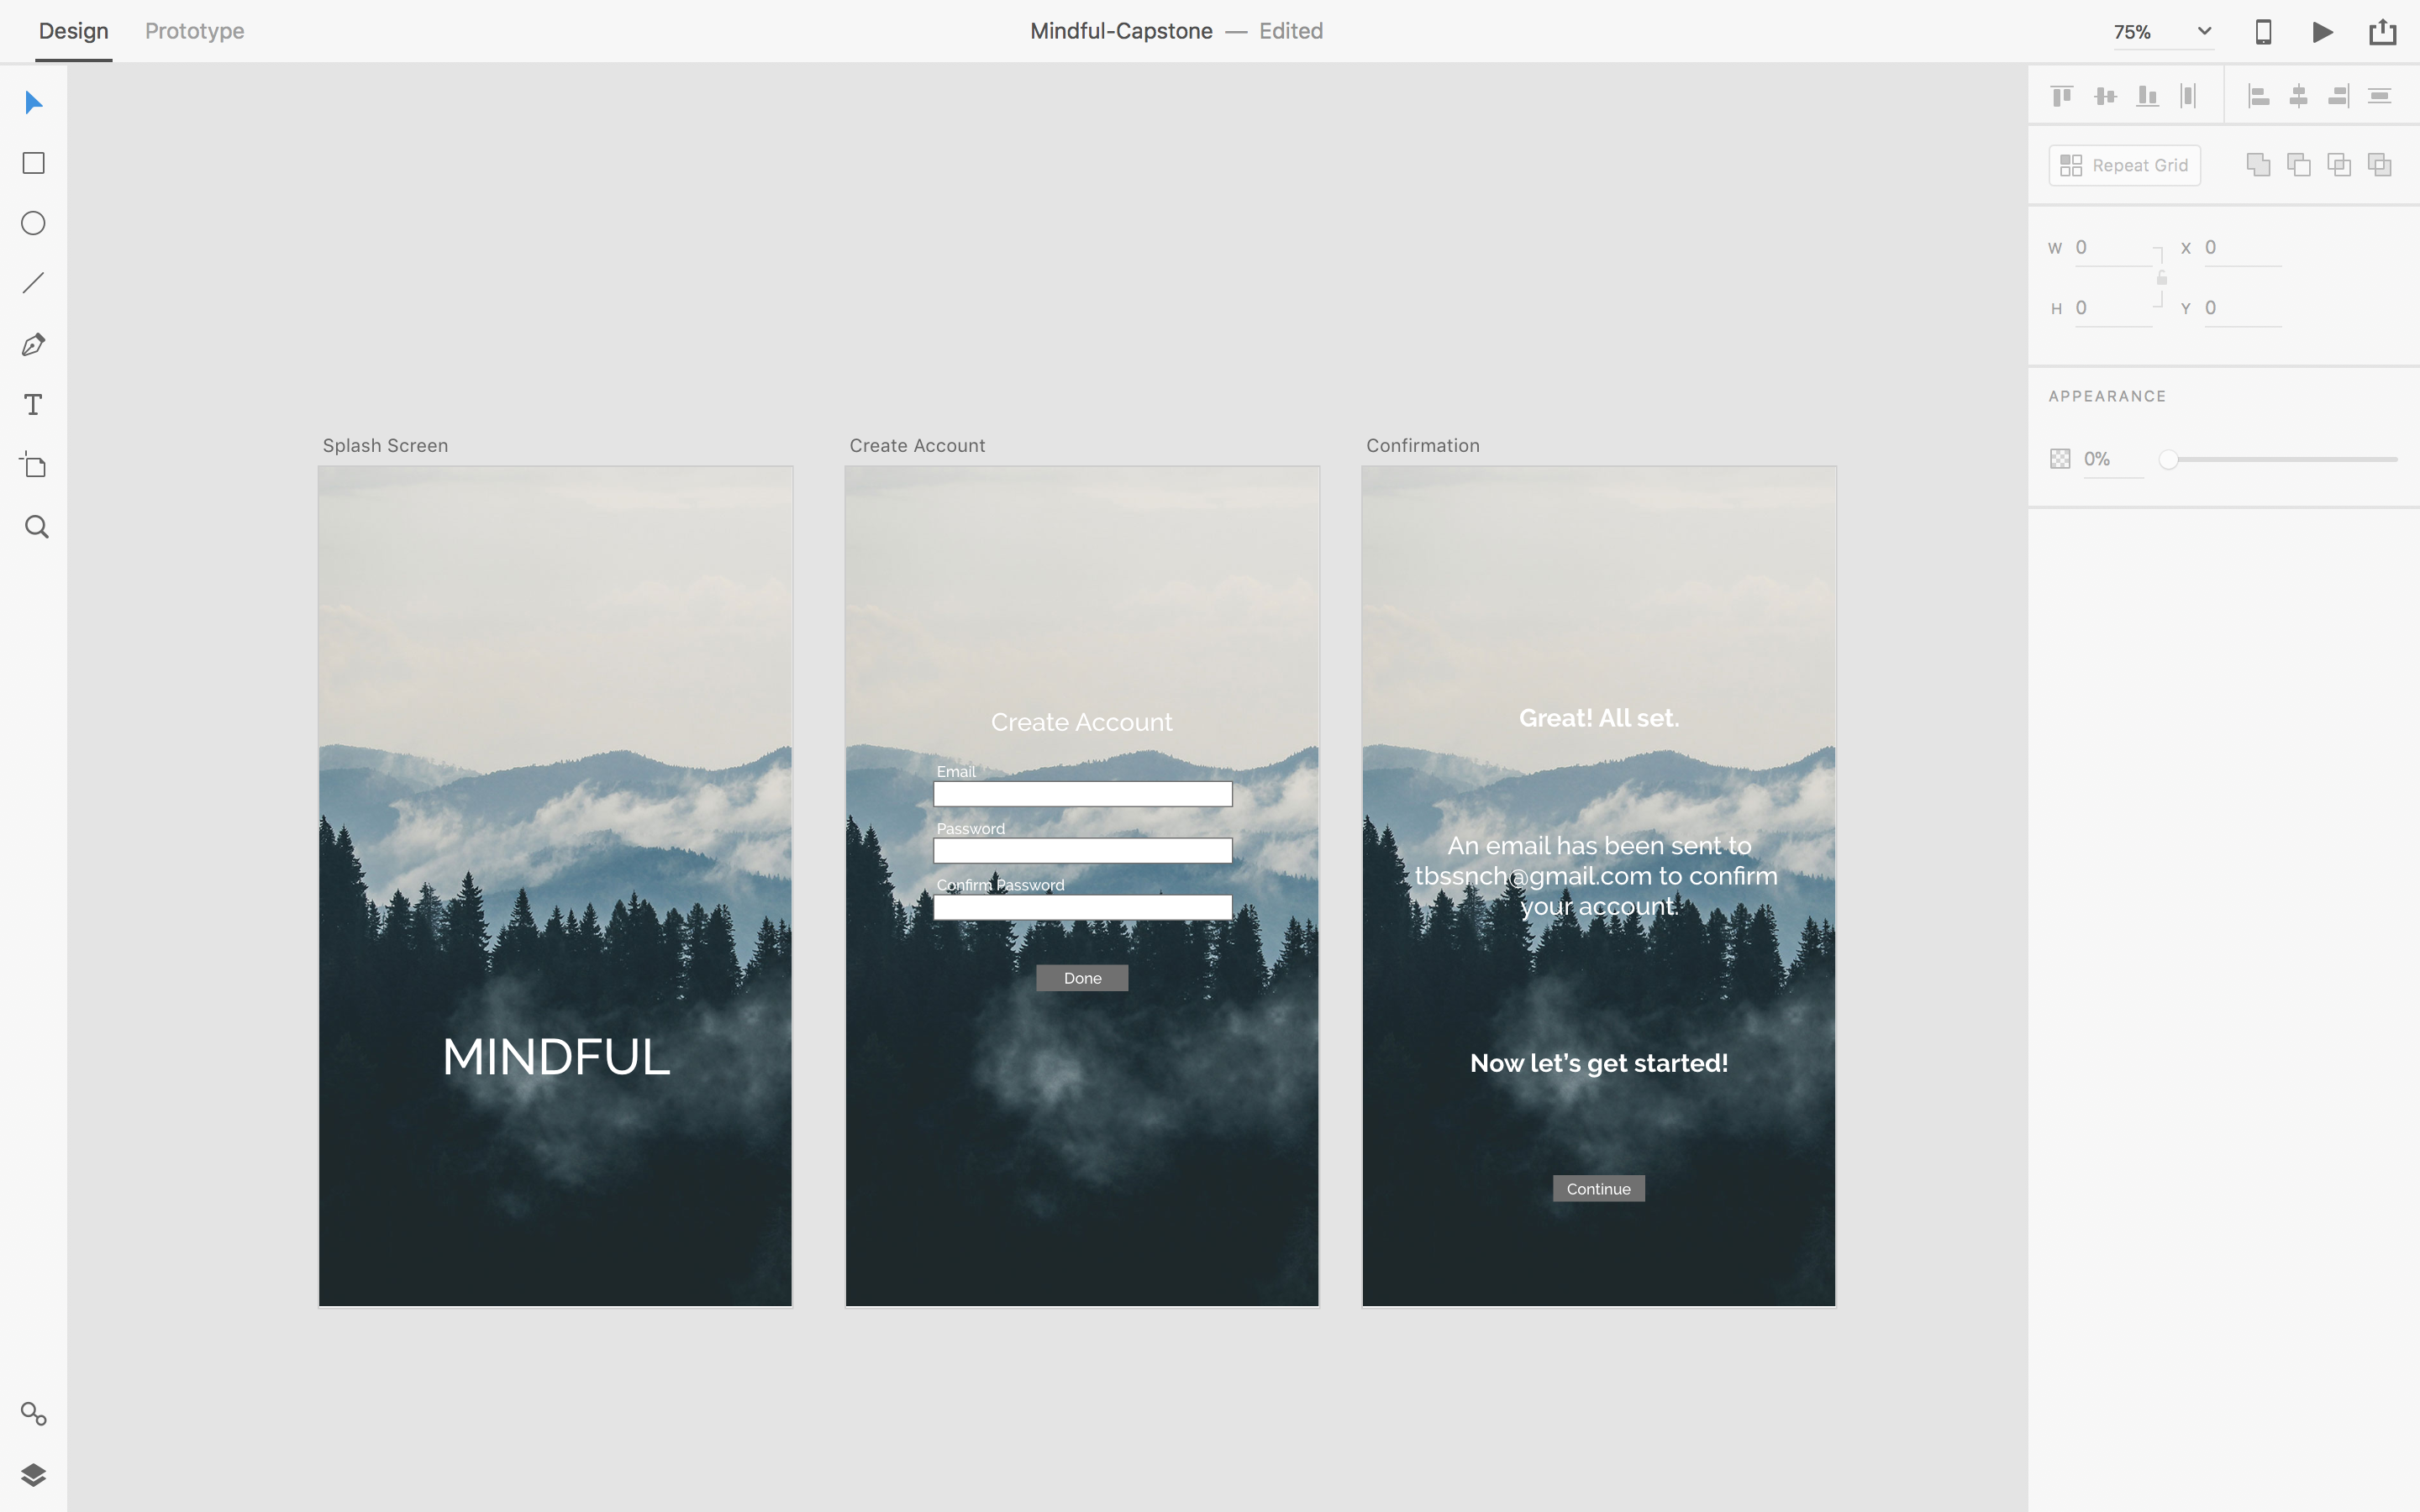 Design Prototype Mindful-Capstone — Edited 75%
Repeat Grid
W 0 X 0
H 0 Y 0
APPEARANCE
0%
Splash Screen
MINDFUL
Create Account
Create Account
Email
Password
Confirm Password
Done
Confirmation
Great! All set.
An email has been sent to
tbssnch@gmail.com to confirm
your account.
Now let’s get started!
Continue